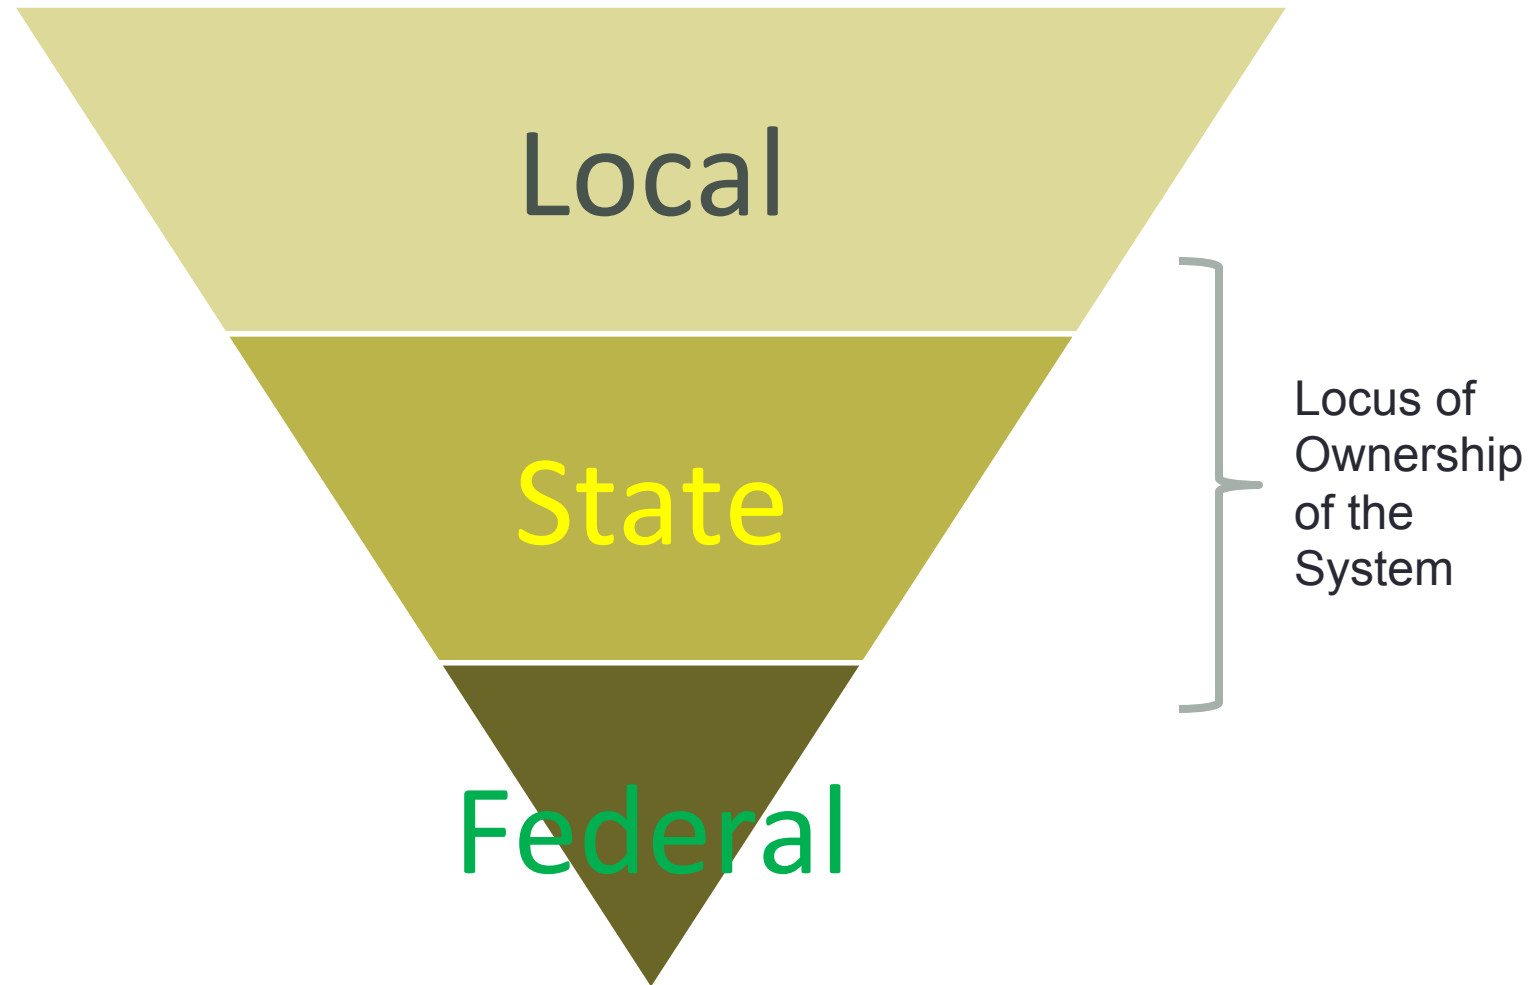 Local
State
Federal
Locus of
Ownership
of the
System